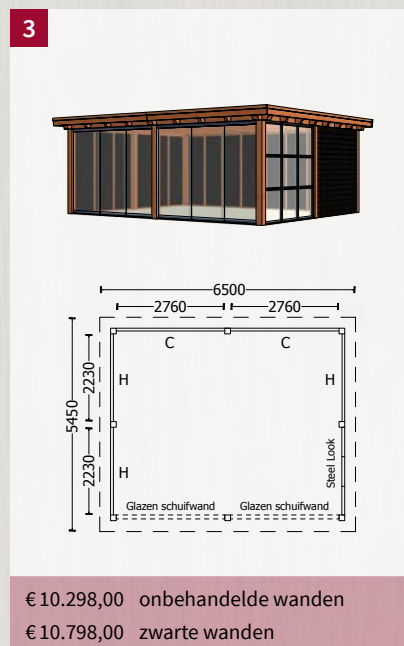 3
6500
2760 2760
C C
H H
2230
5450
2230
H
Steel Look
Glazen schuifwand Glazen schuifwand
€ 10.298,00 onbehandelde wanden
€ 10.798,00 zwarte wanden